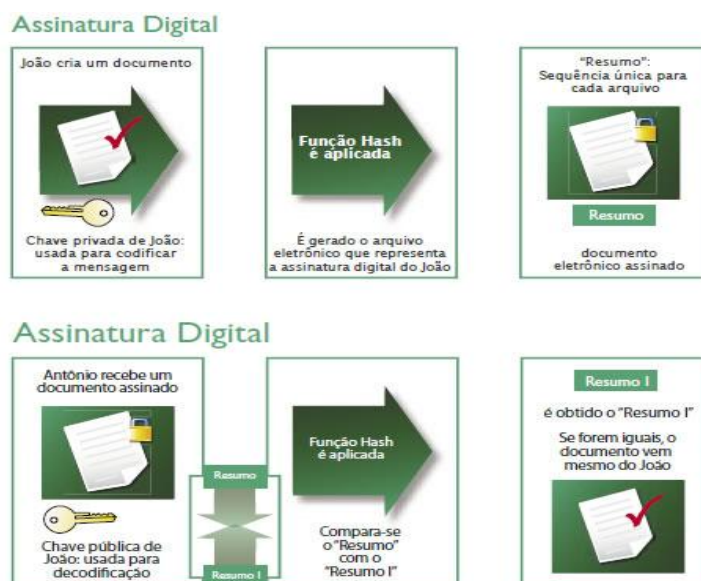 Assinatura Digital
João cria um documento
Chave privada de João:
usada para codificar
a mensagem
Função Hash
é aplicada
É gerado o arquivo
eletrônico que representa
a assinatura digital do João
"Resumo":
Sequência única para
cada arquivo
Resumo
documento
eletrônico assinado
Assinatura Digital
Antônio recebe um
documento assinado
Chave pública de
João: usada para
decodificação
Resumo
Resumo I
Função Hash
é aplicada
Compara-se
o "Resumo"
com o
"Resumo I"
Resumo I
é obtido o "Resumo I"
Se forem iguais, o
documento vem
mesmo do João